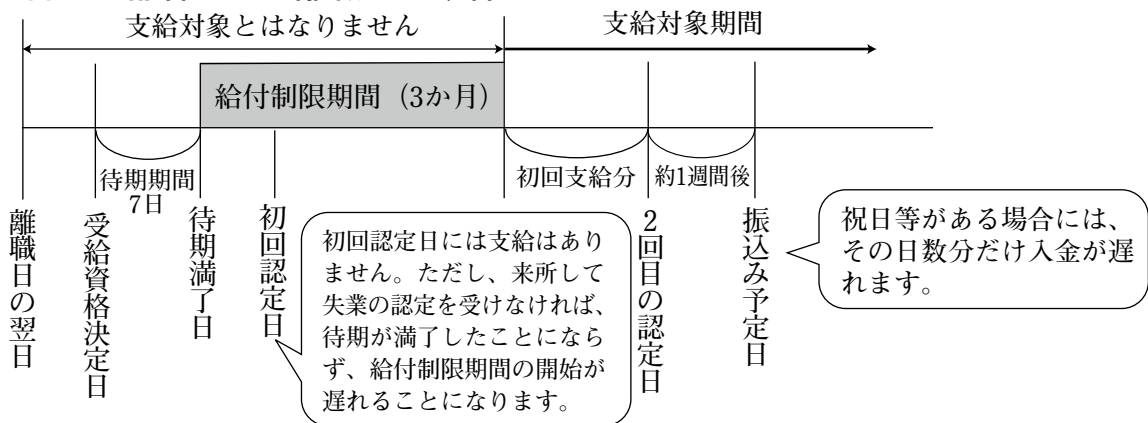 支給対象とはなりません
支給対象期間
給付制限期間（3か月）
待期期間
7日
初回支給分
約1週間後
離職日の翌日
受給資格決定日
待期満了日
初回認定日
初回認定日には支給はあり
ません。ただし、来所して
失業の認定を受けなければ、
待期が満了したことになら
ず、給付制限期間の開始が
遅れることになります。
2回目の認定日
振込み予定日
祝日等がある場合には、
その日数分だけ入金が遅
れます。